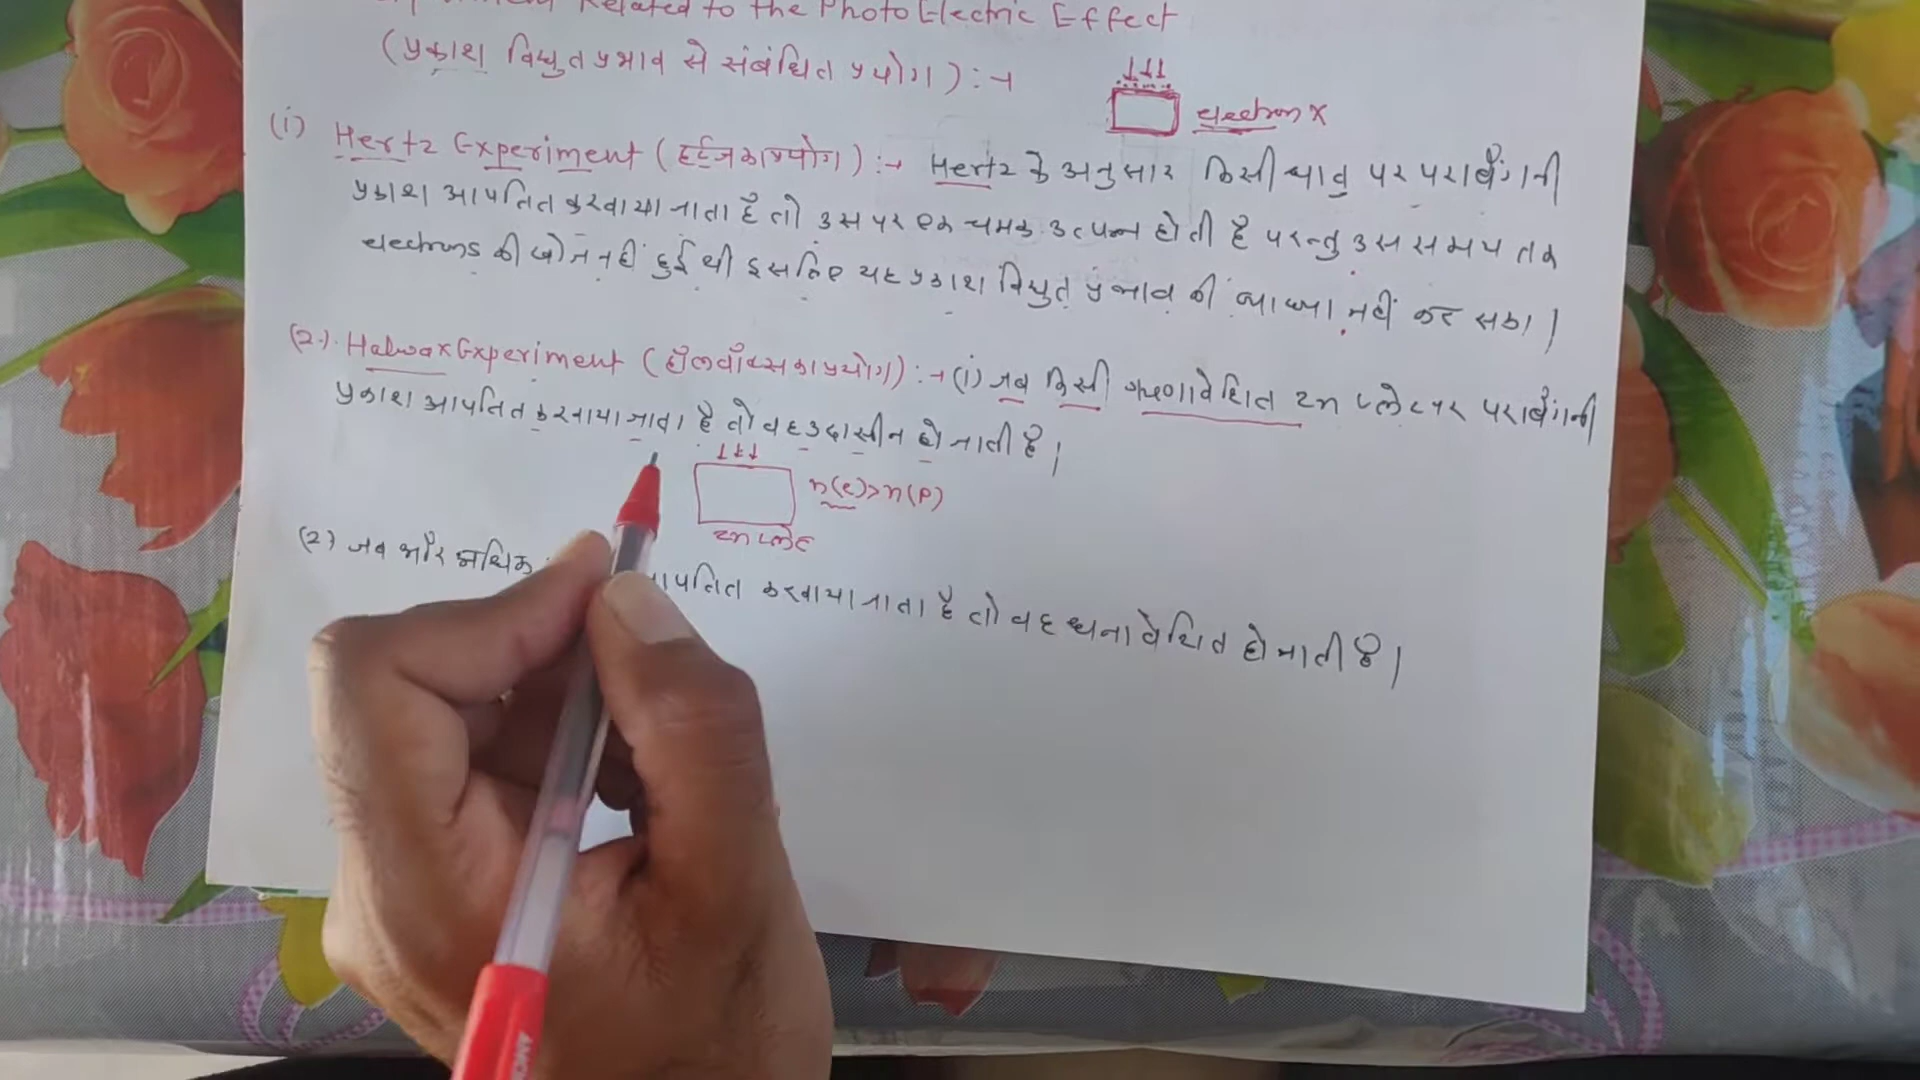 Related to the Photo Electric Effect
(प्रकाश विद्युत प्रभाव से संबंधित प्रयोग) :→
electron x
(i) Hertz Experiment (हर्ट्ज का प्रयोग) :→ Hertz के अनुसार किसी धातु पर पराबैंगनी
प्रकाश आपतित करवाया जाता है तो उस पर एक चमक उत्पन्न होती है परन्तु उस समय तक
electrons की खोज नहीं हुई थी इसलिए यह प्रकाश विद्युत प्रभाव की व्याख्या नहीं कर सका।
(2). Halwax Experiment (हॉलवॉक्स का प्रयोग) :→ (i) जब किसी ऋणावेशित zn प्लेट पर पराबैंगनी
प्रकाश आपतित करवाया जाता है तो वह उदासीन हो जाती है।
n(e)>n(p)
zn प्लेट
(2) जब और अधिक आपतित करवाया जाता है तो वह धनावेशित हो जाती है।